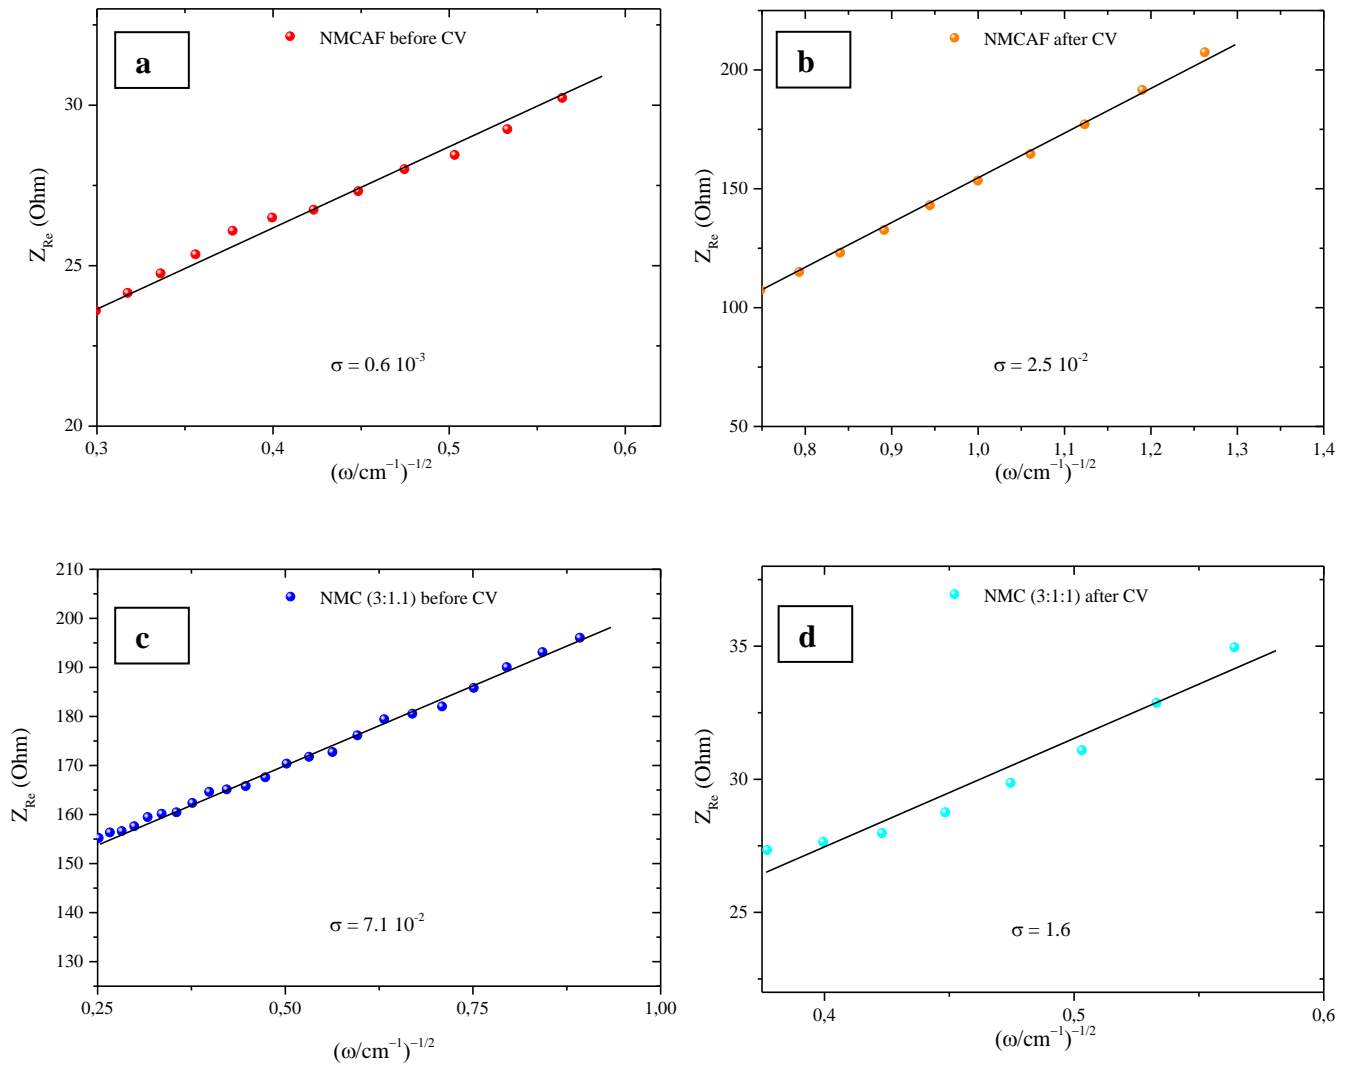 a
NMCAF before CV
30
25
20
Z_Re (Ohm)
σ = 0.6 10⁻³
0,3 0,4 0,5 0,6
(ω/cm⁻¹)⁻¹/²
b
NMCAF after CV
200
150
100
50
Z_Re (Ohm)
σ = 2.5 10⁻²
0,8 0,9 1,0 1,1 1,2 1,3 1,4
(ω/cm⁻¹)⁻¹/²
c
NMC (3:1.1) before CV
210
200
190
180
170
160
150
140
130
Z_Re (Ohm)
σ = 7.1 10⁻²
0,25 0,50 0,75 1,00
(ω/cm⁻¹)⁻¹/²
d
NMC (3:1:1) after CV
35
30
25
Z_Re (Ohm)
σ = 1.6
0,4 0,5 0,6
(ω/cm⁻¹)⁻¹/²